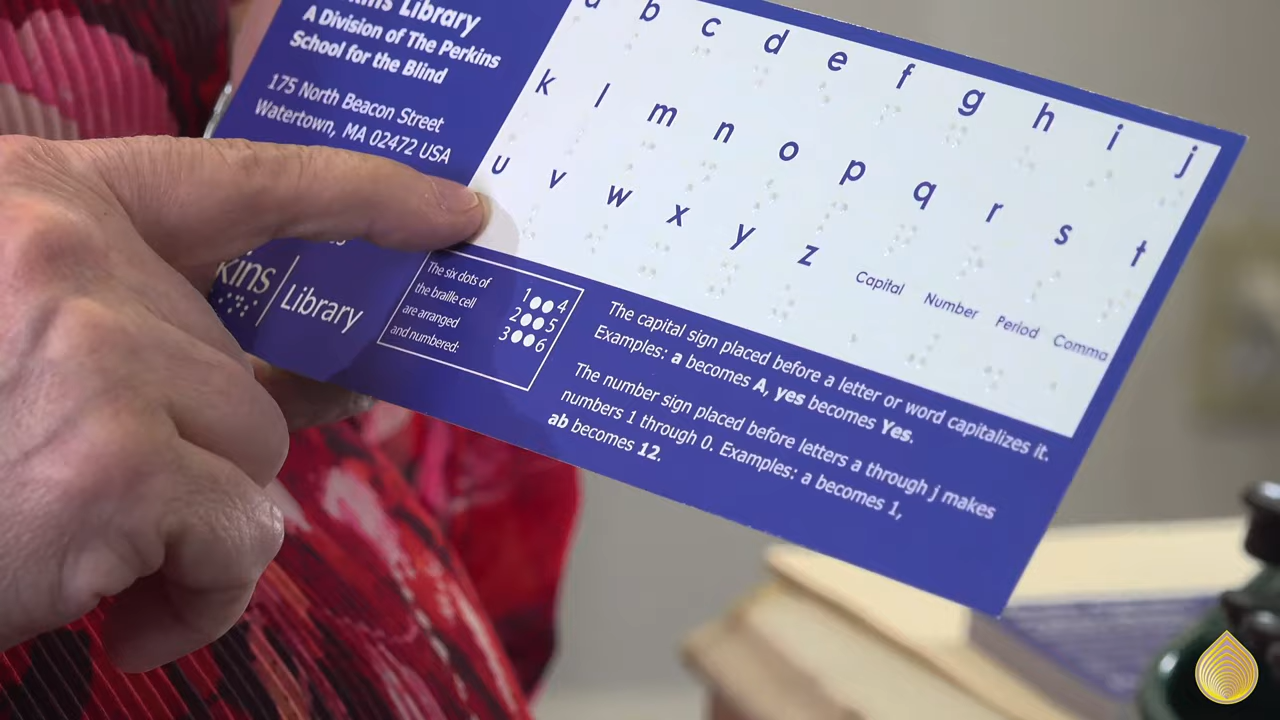 Library
A Division of The Perkins
School for the Blind
175 North Beacon Street
Watertown, MA 02472 USA
Library
a b c d e f g h i j
k l m n o p q r s t
u v w x y z Capital Number Period Comma
The six dots of
the braille cell
are arranged
and numbered:
1 4
2 5
3 6
The capital sign placed before a letter or word capitalizes it.
Examples: a becomes A, yes becomes Yes.
The number sign placed before letters a through j makes
numbers 1 through 0. Examples: a becomes 1,
ab becomes 12.